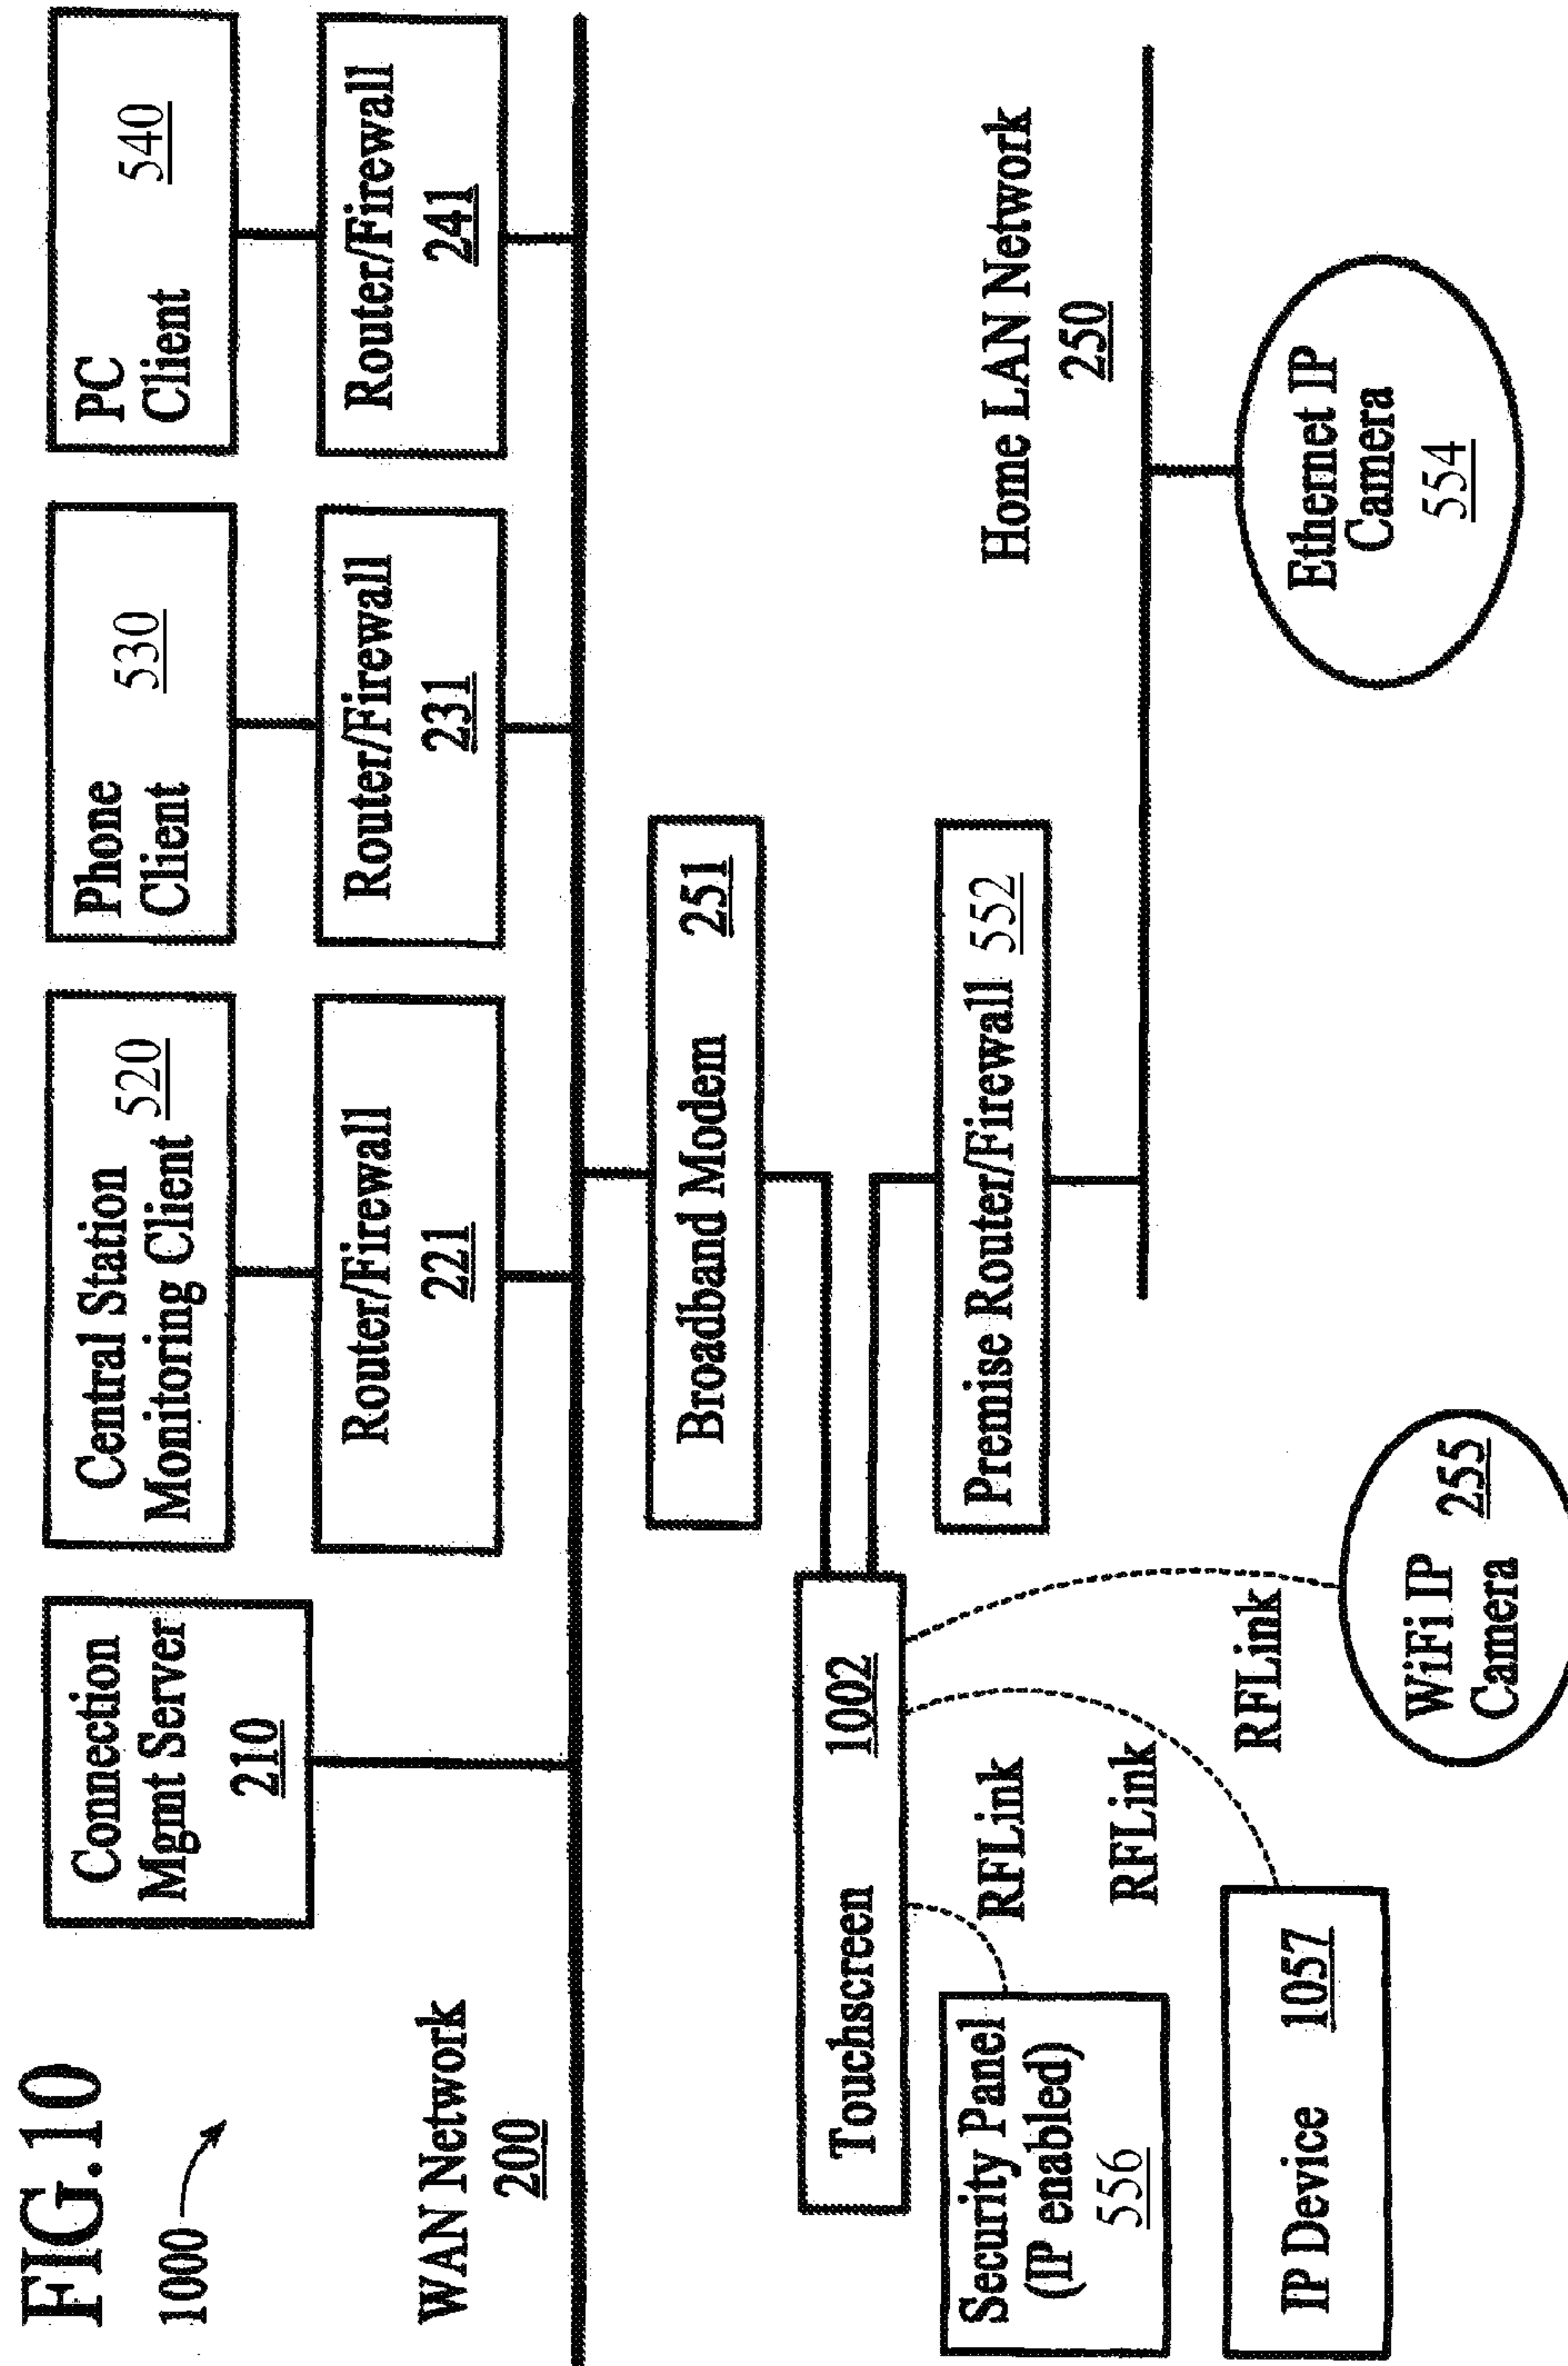 FIG.10
1000
Connection
Mgmt Server
210
Central Station
Monitoring Client 520
Phone
Client 530
PC
Client 540
Router/Firewall
221
Router/Firewall
231
Router/Firewall
241
WAN Network
200
Broadband Modem 251
Touchscreen 1002
Premise Router/Firewall 552
Home LAN Network
250
Security Panel
(IP enabled)
556
RFLink
RFLink
RFLink
IP Device 1057
WiFi IP
Camera 255
Ethernet IP
Camera
554